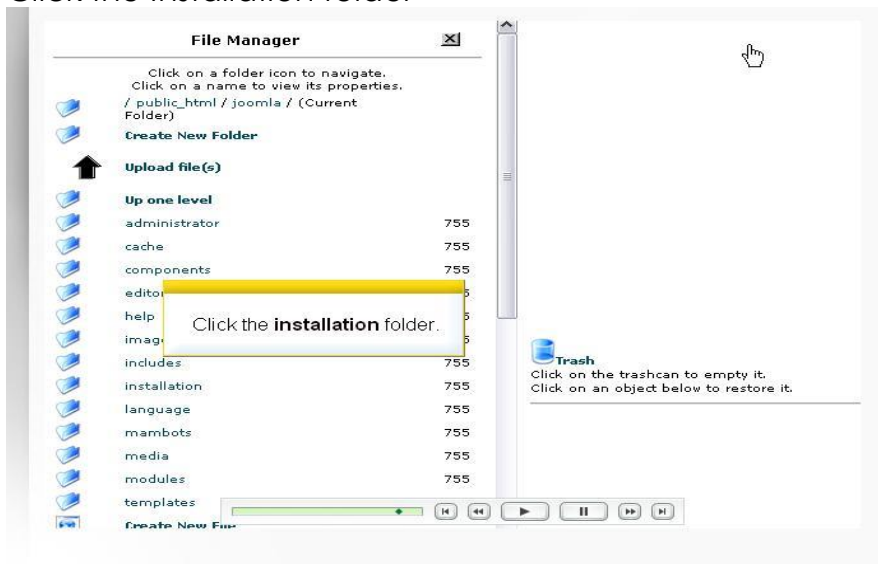 Click the installation folder
File Manager
Click on a folder icon to navigate.
Click on a name to view its properties.
/ public_html / joomla / (Current
Folder)
Create New Folder
Upload file(s)
Up one level
administrator 755
cache 755
components 755
help
Click the installation folder.
includes 755
installation 755
language 755
mambots 755
media 755
modules 755
templates
Create New File
Trash
Click on the trashcan to empty it.
Click on an object below to restore it.